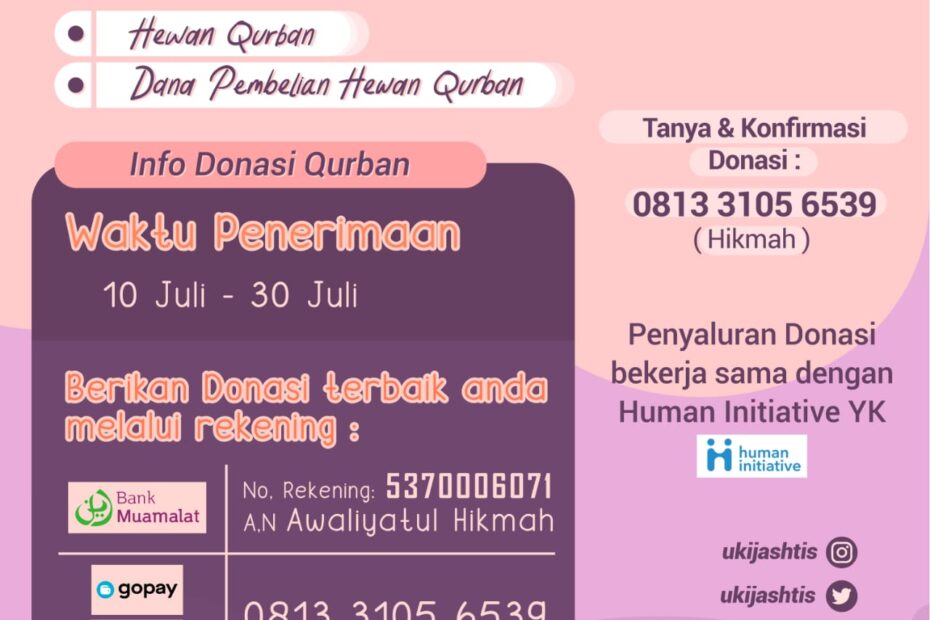 Hewan Qurban
Dana Pembelian Hewan Qurban
Info Donasi Qurban
Waktu Penerimaan
10 Juli - 30 Juli
Berikan Donasi terbaik anda
melalui rekening :
Bank
Muamalat
No, Rekening: 5370006071
A,N Awaliyatul Hikmah
gopay
0813 3105 6539
Tanya & Konfirmasi
Donasi :
0813 3105 6539
( Hikmah )
Penyaluran Donasi
bekerja sama dengan
Human Initiative YK
human
initiative
ukijashtis
ukijashtis